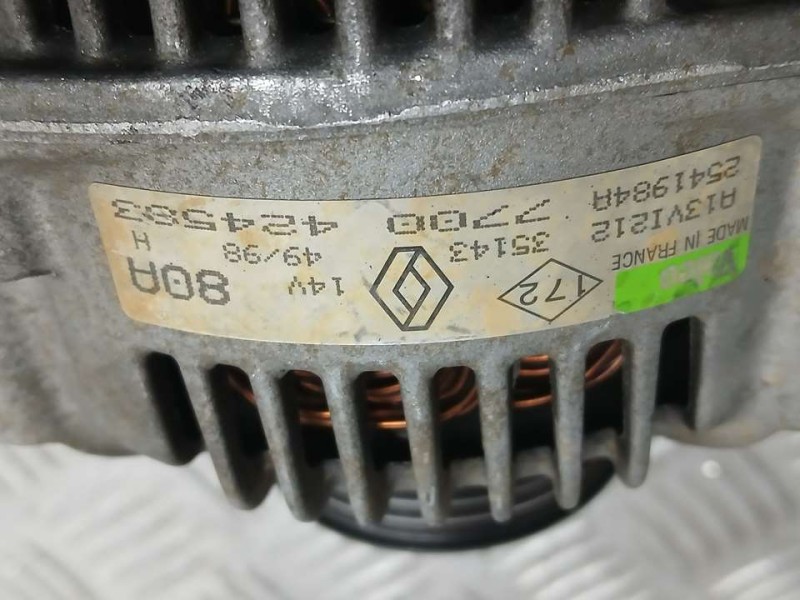 172
14V
80A
MADE IN FRANCE
35143
49/98
H
A13VI212
2541984A
7700 424583